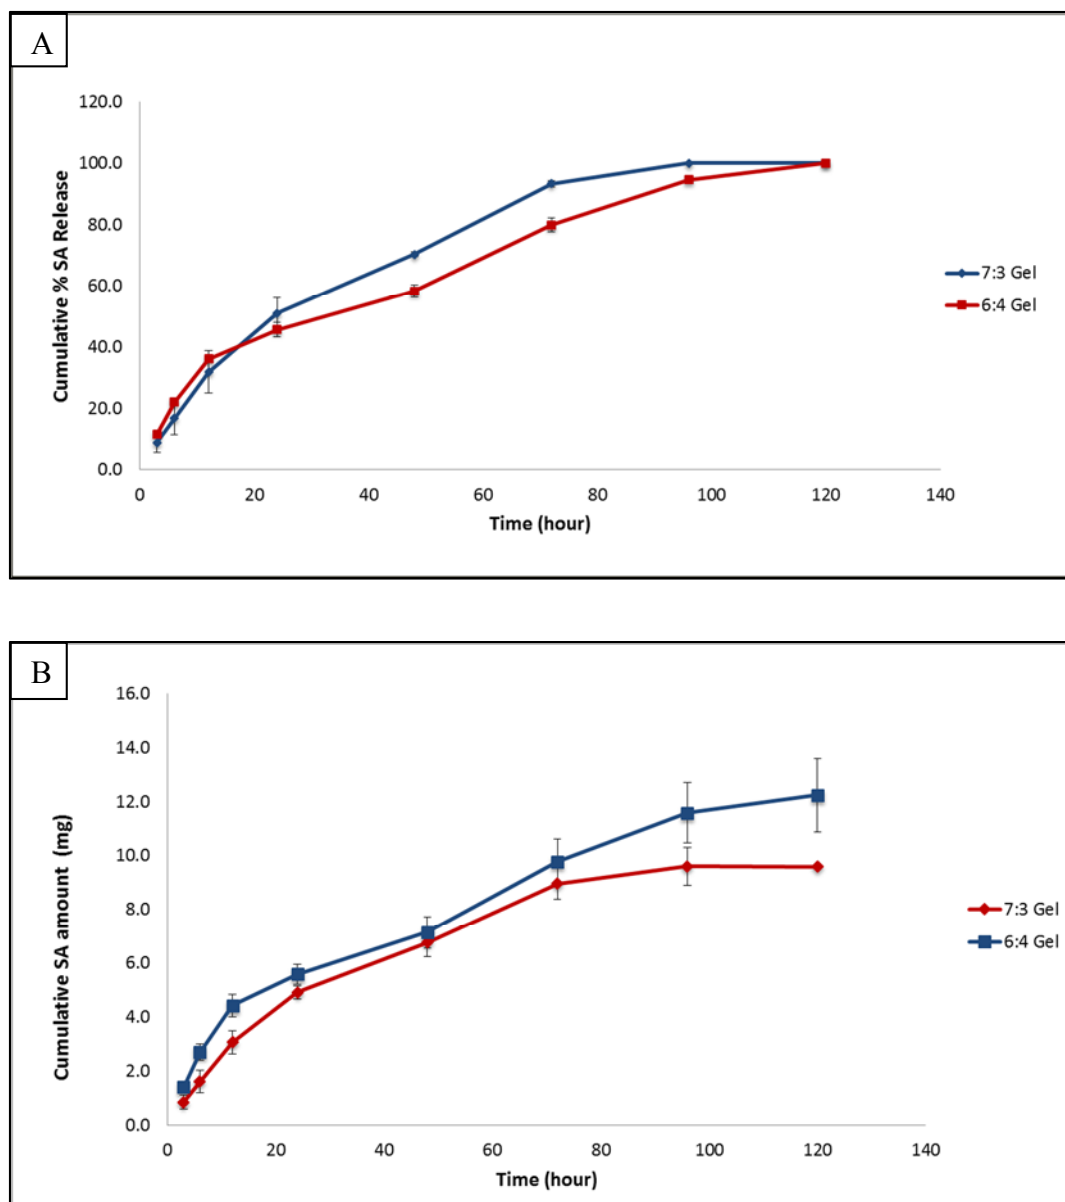 A
120.0
100.0
80.0
60.0
40.0
20.0
0.0
Cumulative % SA Release
0 20 40 60 80 100 120 140
Time (hour)
7:3 Gel
6:4 Gel
B
16.0
14.0
12.0
10.0
8.0
6.0
4.0
2.0
0.0
Cumulative SA amount (mg)
0 20 40 60 80 100 120 140
Time (hour)
7:3 Gel
6:4 Gel